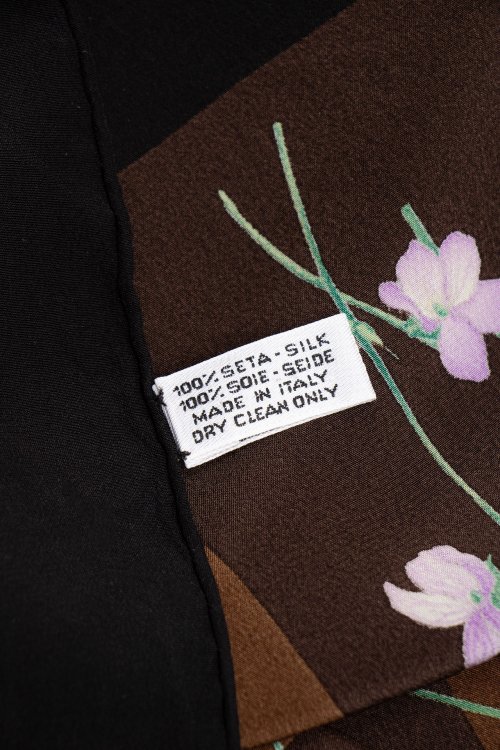 100% SETA - SILK
100% SOIE - SEIDE
MADE IN ITALY
DRY CLEAN ONLY